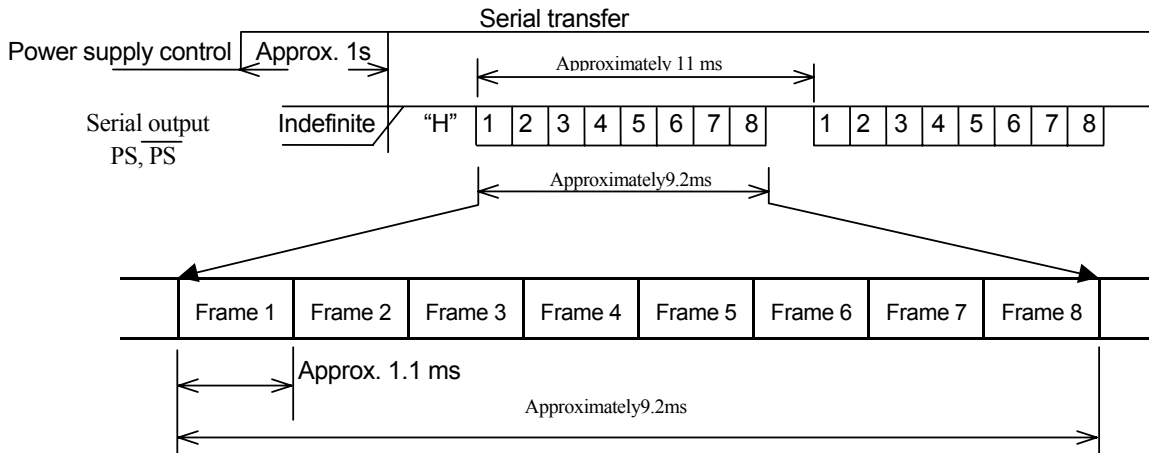 Serial transfer
Power supply control
Approx. 1s
Approximately 11 ms
Serial output
PS, PS
Indefinite
“H”
1 2 3 4 5 6 7 8
1 2 3 4 5 6 7 8
Approximately9.2ms
Frame 1 Frame 2 Frame 3 Frame 4 Frame 5 Frame 6 Frame 7 Frame 8
Approx. 1.1 ms
Approximately9.2ms